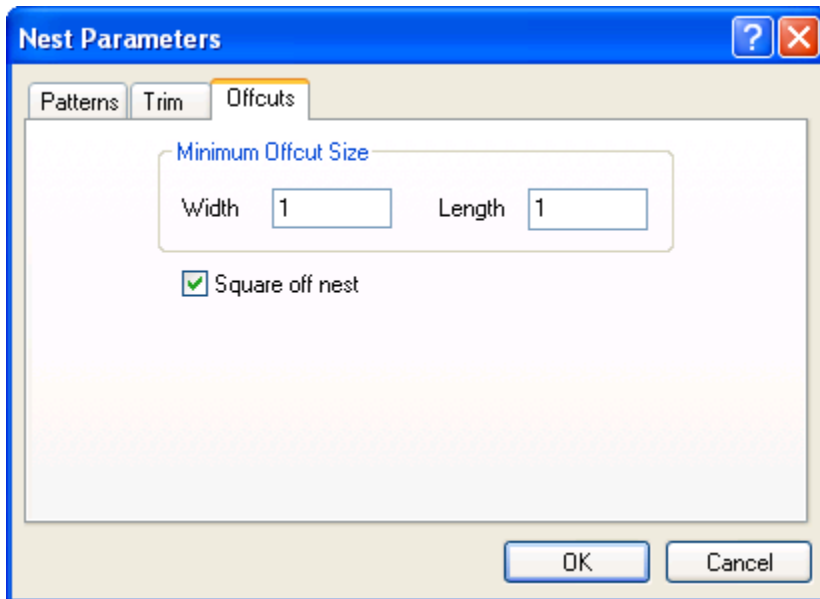 Nest Parameters
Patterns Trim Offcuts
Minimum Offcut Size
Width 1 Length 1
Square off nest
OK Cancel